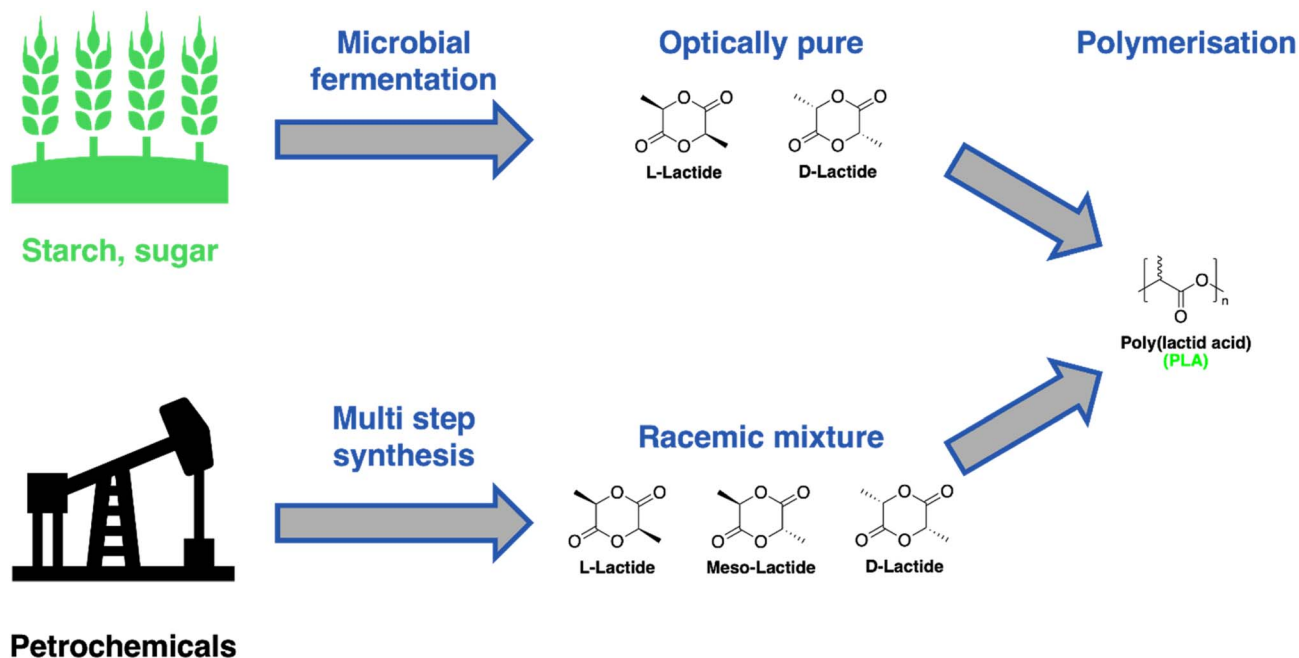 Microbial
fermentation
Optically pure
Polymerisation
O
O
O
O
L-Lactide
O
O
O
O
D-Lactide
Starch, sugar
O
O
n
Poly(lactid acid)
(PLA)
Multi step
synthesis
Racemic mixture
O
O
O
O
L-Lactide
O
O
O
O
Meso-Lactide
O
O
O
O
D-Lactide
Petrochemicals